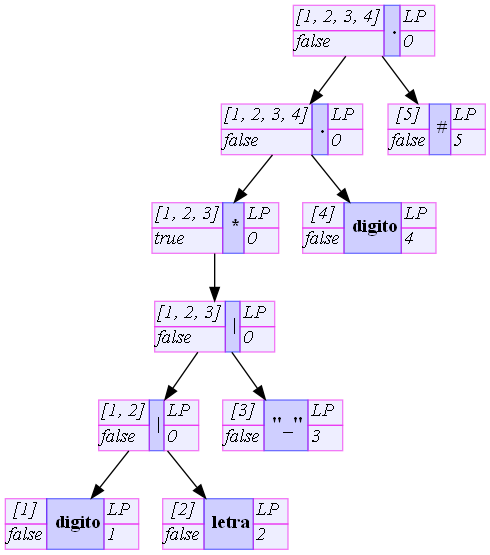 [1, 2, 3, 4] . LP
false 0
[1, 2, 3, 4] . LP
false 0
[5] # LP
false 5
[1, 2, 3] * LP
true 0
[4] digito LP
false 4
[1, 2, 3] | LP
false 0
[1, 2] | LP
false 0
[3] "_" LP
false 3
[1] digito LP
false 1
[2] letra LP
false 2